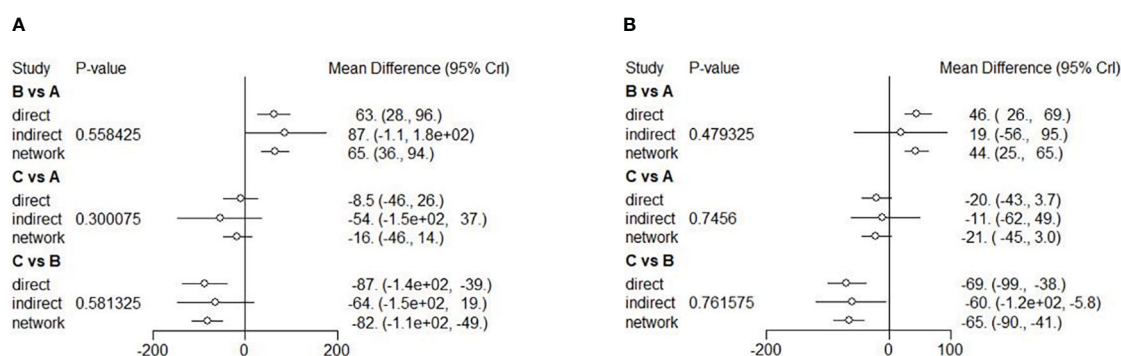 A
Study P-value Mean Difference (95% Crl)
B vs A
direct 63. (28., 96.)
indirect 0.558425 87. (-1.1, 1.8e+02)
network 65. (36., 94.)
C vs A
direct -8.5 (-46., 26.)
indirect 0.300075 -54. (-1.5e+02, 37.)
network -16. (-46., 14.)
C vs B
direct -87. (-1.4e+02, -39.)
indirect 0.581325 -64. (-1.5e+02, 19.)
network -82. (-1.1e+02, -49.)
-200 0 200
B
Study P-value Mean Difference (95% Crl)
B vs A
direct 46. ( 26., 69.)
indirect 0.479325 19. (-56., 95.)
network 44. (25., 65.)
C vs A
direct -20. (-43., 3.7)
indirect 0.7456 -11. (-62., 49.)
network -21. ( -45., 3.0)
C vs B
direct -69. (-99., -38.)
indirect 0.761575 -60. (-1.2e+02, -5.8)
network -65. (-90., -41.)
-200 0 100